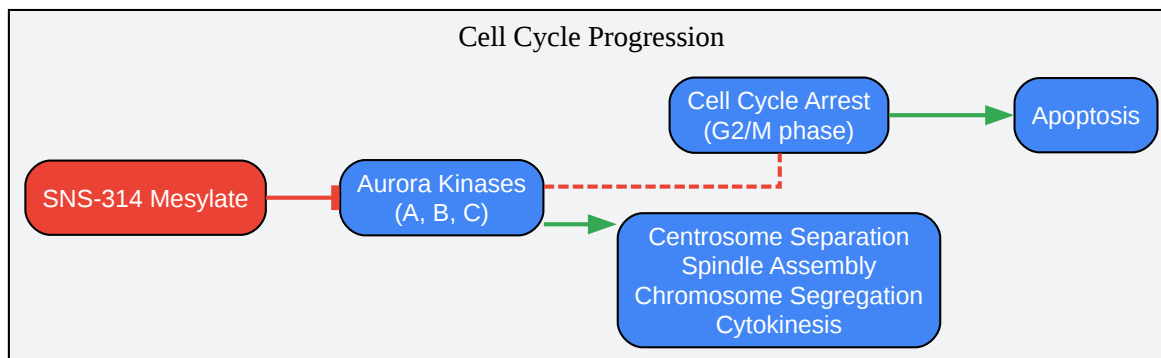 Cell Cycle Progression
Cell Cycle Arrest
(G2/M phase)
Apoptosis
SNS-314 Mesylate
Aurora Kinases
(A, B, C)
Centrosome Separation
Spindle Assembly
Chromosome Segregation
Cytokinesis